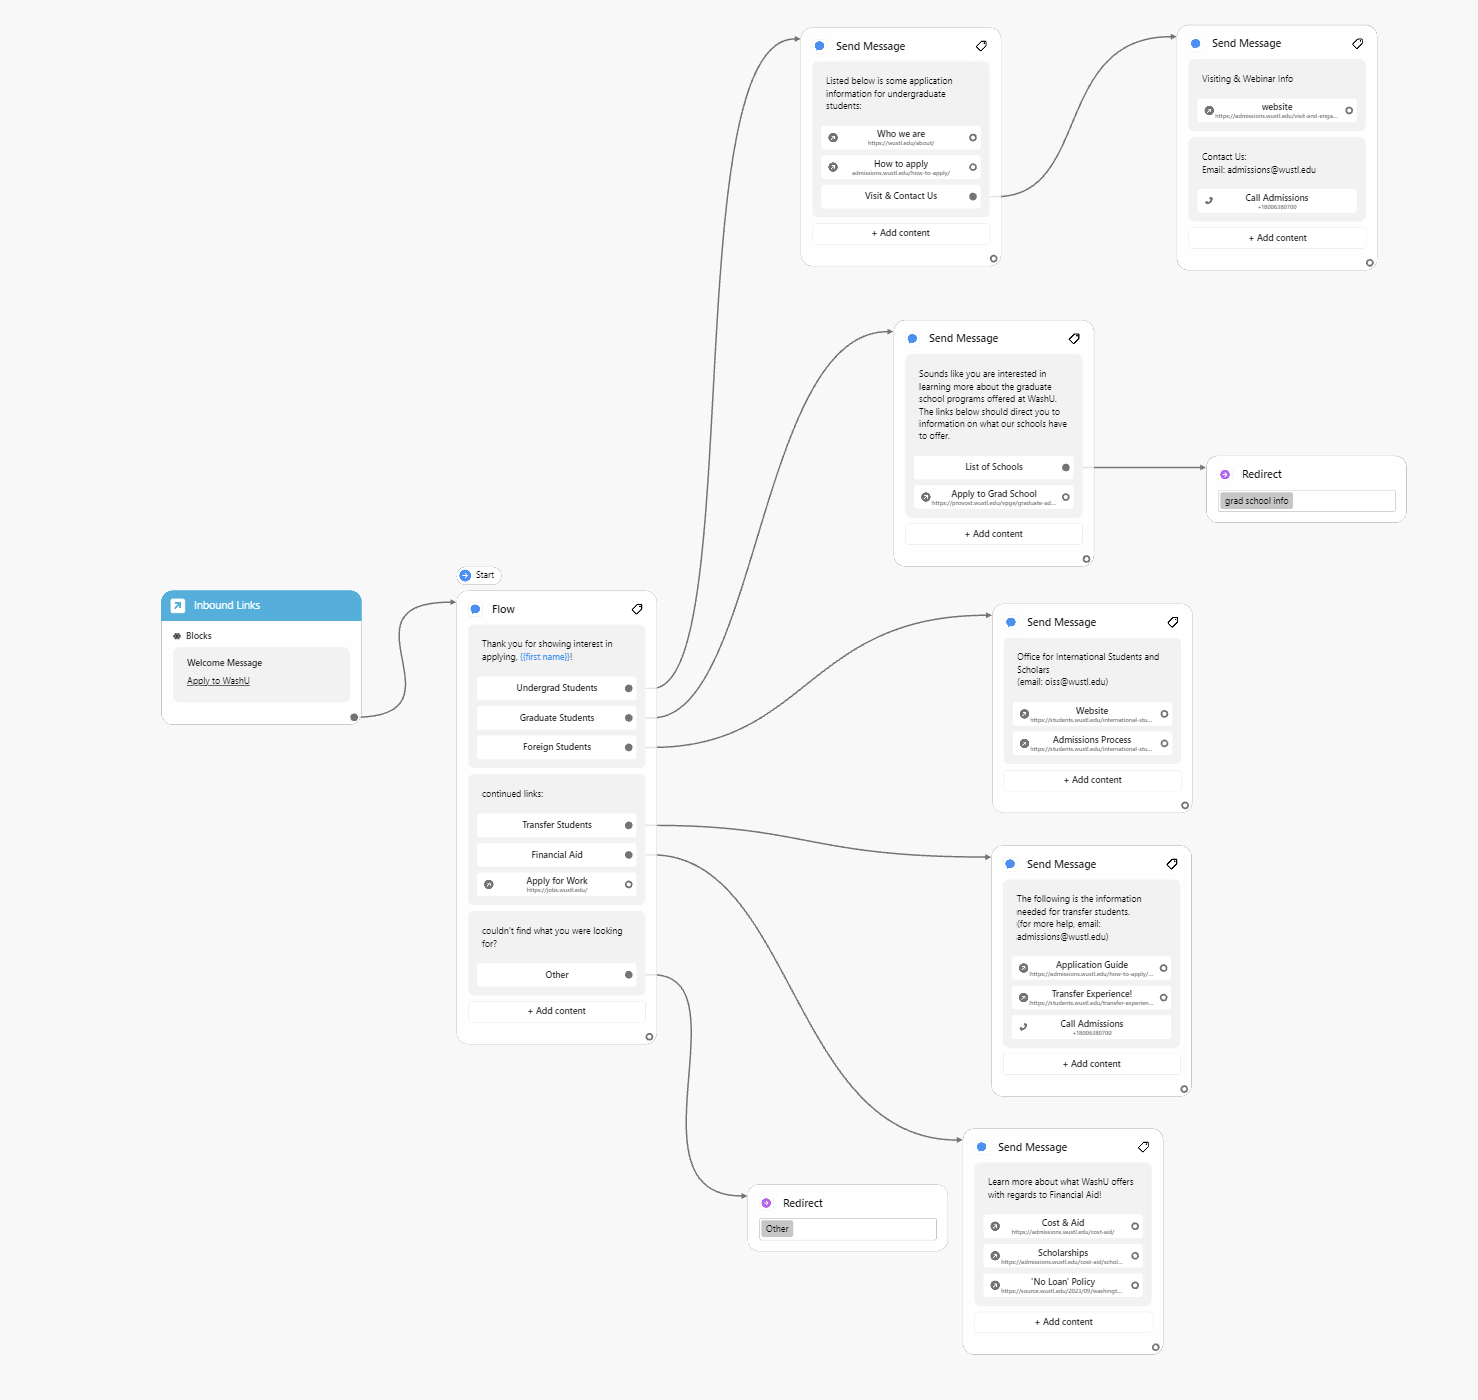 Inbound Links
Blocks
Welcome Message
Apply to WashU
Start
Flow
Thank you for showing interest in
applying, {{first name}}!
Undergrad Students
Graduate Students
Foreign Students
continued links:
Transfer Students
Financial Aid
Apply for Work
https://jobs.wustl.edu/
couldn't find what you were looking
for?
Other
+ Add content
Send Message
Listed below is some application
information for undergraduate
students:
Who we are
https://wustl.edu/about/
How to apply
admissions.wustl.edu/how-to-apply/
Visit & Contact Us
+ Add content
Send Message
Visiting & Webinar Info
website
https://admissions.wustl.edu/visit-and-enga...
Contact Us:
Email: admissions@wustl.edu
Call Admissions
+18006380700
+ Add content
Send Message
Sounds like you are interested in
learning more about the graduate
school programs offered at WashU.
The links below should direct you to
information on what our schools have
to offer.
List of Schools
Apply to Grad School
https://provost.wustl.edu/vpge/graduate-ad...
+ Add content
Redirect
grad school info
Send Message
Office for International Students and
Scholars
(email: oiss@wustl.edu)
Website
https://students.wustl.edu/international-stu...
Admissions Process
https://students.wustl.edu/international-stu...
+ Add content
Send Message
The following is the information
needed for transfer students.
(for more help, email:
admissions@wustl.edu)
Application Guide
https://admissions.wustl.edu/how-to-apply/...
Transfer Experience!
https://students.wustl.edu/transfer-experien...
Call Admissions
+18006380700
+ Add content
Send Message
Learn more about what WashU offers
with regards to Financial Aid!
Cost & Aid
https://admissions.wustl.edu/cost-aid/
Scholarships
https://admissions.wustl.edu/cost-aid/schol...
'No Loan' Policy
https://source.wustl.edu/2023/09/washingt...
+ Add content
Redirect
Other